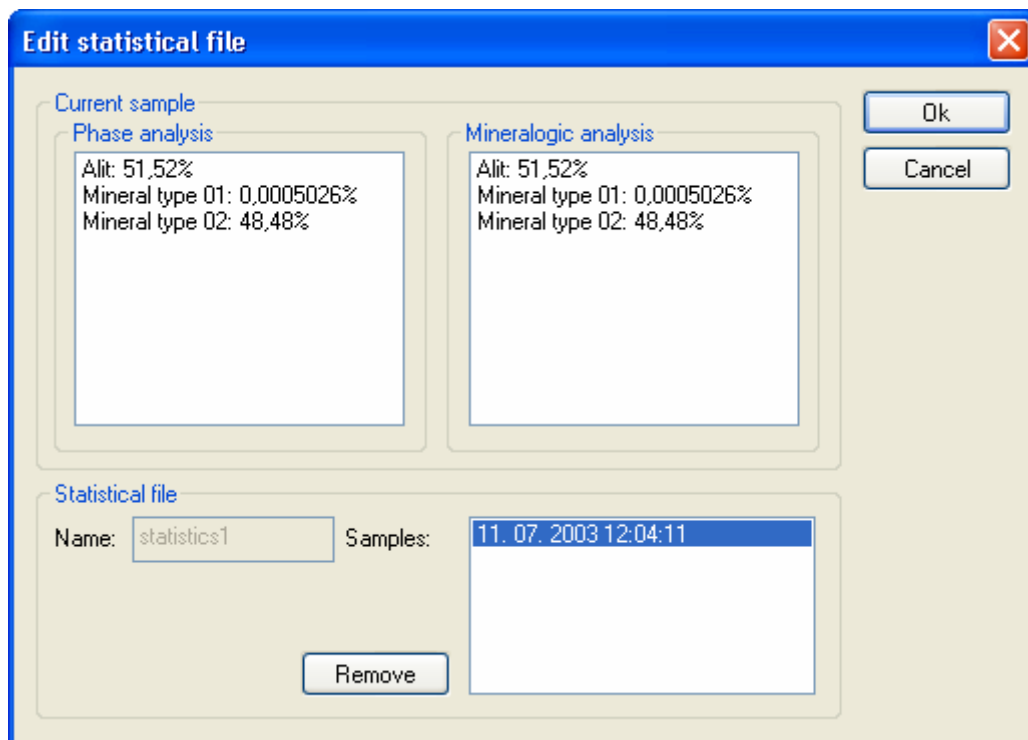 Edit statistical file
Current sample
Phase analysis
Alit: 51,52%
Mineral type 01: 0,0005026%
Mineral type 02: 48,48%
Mineralogic analysis
Alit: 51,52%
Mineral type 01: 0,0005026%
Mineral type 02: 48,48%
Ok
Cancel
Statistical file
Name: statistics1 Samples: 11. 07. 2003 12:04:11
Remove